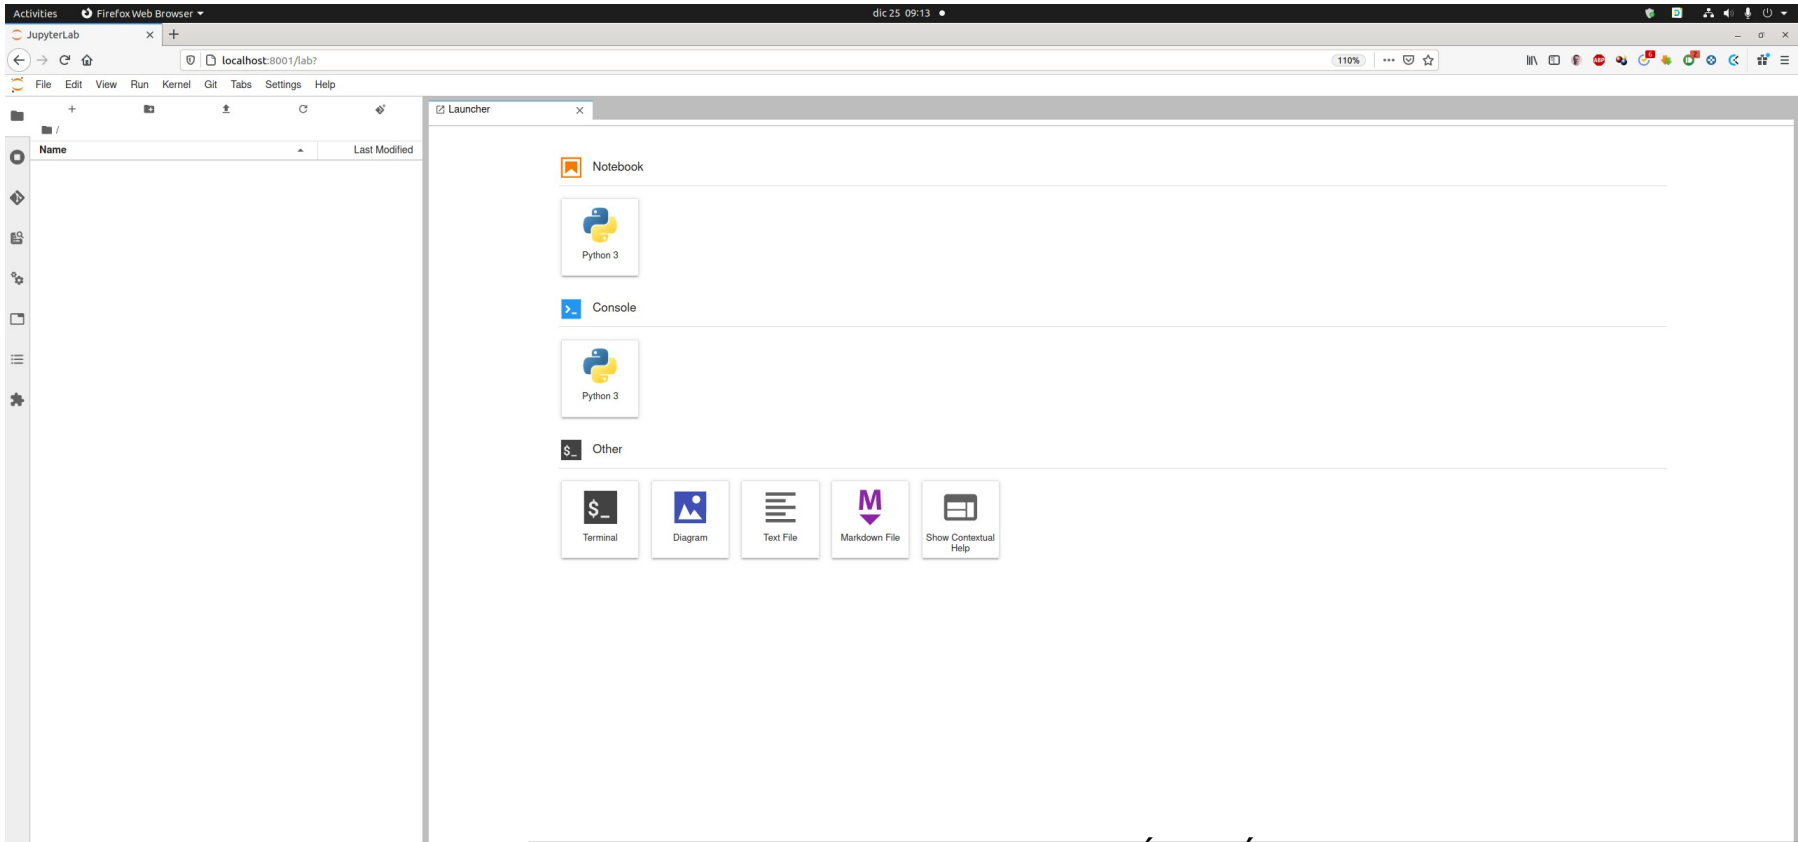 Activities Firefox Web Browser dic 25 09:13
JupyterLab
localhost:8001/lab? 110%
File Edit View Run Kernel Git Tabs Settings Help
Launcher
/
Name Last Modified
Notebook
Python 3
Console
Python 3
Other
Terminal Diagram Text File Markdown File Show Contextual
Help